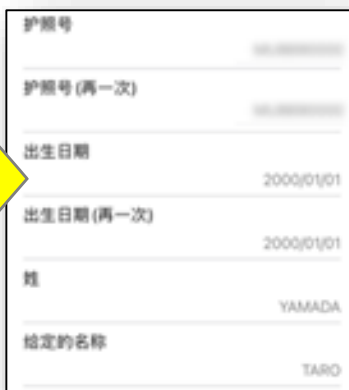 护照号
护照号(再一次)
出生日期
2000/01/01
出生日期(再一次)
2000/01/01
姓
YAMADA
给定的名称
TARO